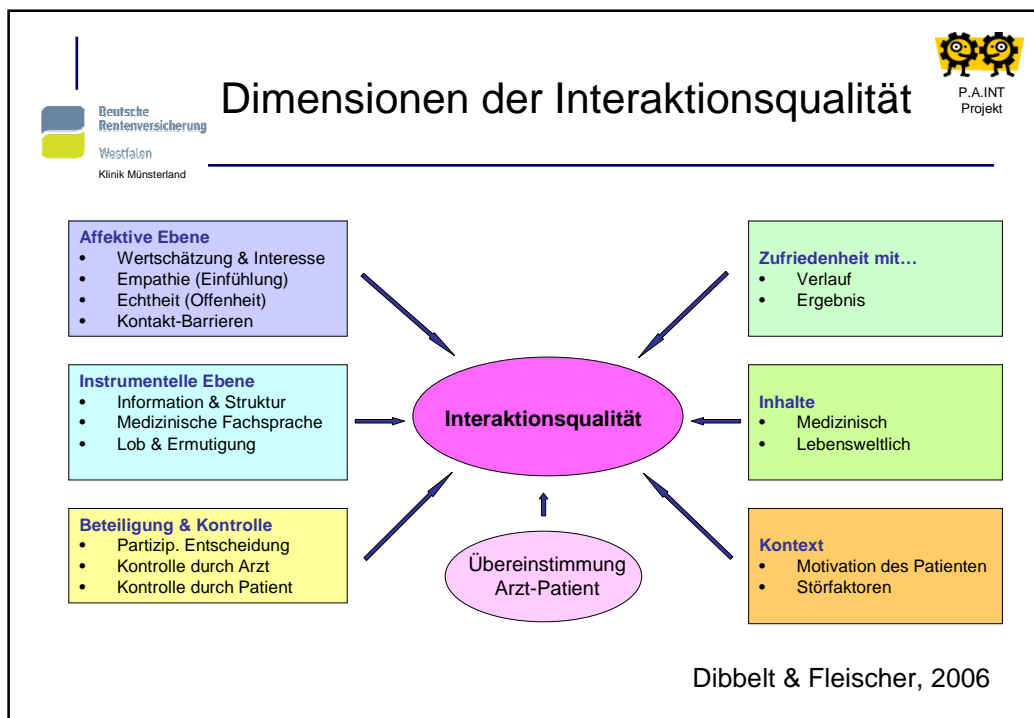 Dimensionen der Interaktionsqualität
P.A.INT
Projekt
Deutsche
Rentenversicherung
Westfalen
Klinik Münsterland
Affektive Ebene
• Wertschätzung & Interesse
• Empathie (Einfühlung)
• Echtheit (Offenheit)
• Kontakt-Barrieren
Instrumentelle Ebene
• Information & Struktur
• Medizinische Fachsprache
• Lob & Ermutigung
Beteiligung & Kontrolle
• Partizip. Entscheidung
• Kontrolle durch Arzt
• Kontrolle durch Patient
Interaktionsqualität
Übereinstimmung
Arzt-Patient
Zufriedenheit mit…
• Verlauf
• Ergebnis
Inhalte
• Medizinisch
• Lebensweltlich
Kontext
• Motivation des Patienten
• Störfaktoren
Dibbelt & Fleischer, 2006